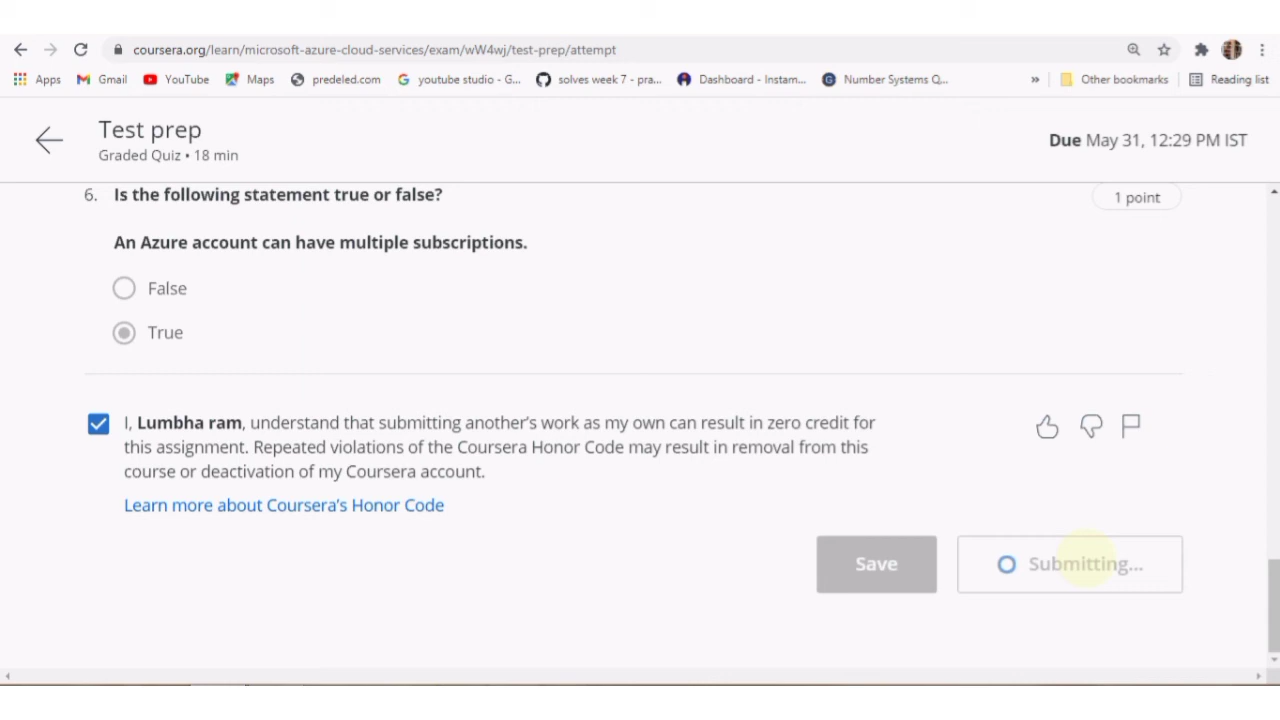 coursera.org/learn/microsoft-azure-cloud-services/exam/wW4wj/test-prep/attempt
Apps Gmail YouTube Maps predeled.com youtube studio - G... solves week 7 - pra... Dashboard - Instam... Number Systems Q... » Other bookmarks Reading list
Test prep
Graded Quiz • 18 min
Due May 31, 12:29 PM IST
6. Is the following statement true or false?
1 point
An Azure account can have multiple subscriptions.
False
True
I, Lumbha ram, understand that submitting another's work as my own can result in zero credit for
this assignment. Repeated violations of the Coursera Honor Code may result in removal from this
course or deactivation of my Coursera account.
Learn more about Coursera's Honor Code
Save
Submitting...